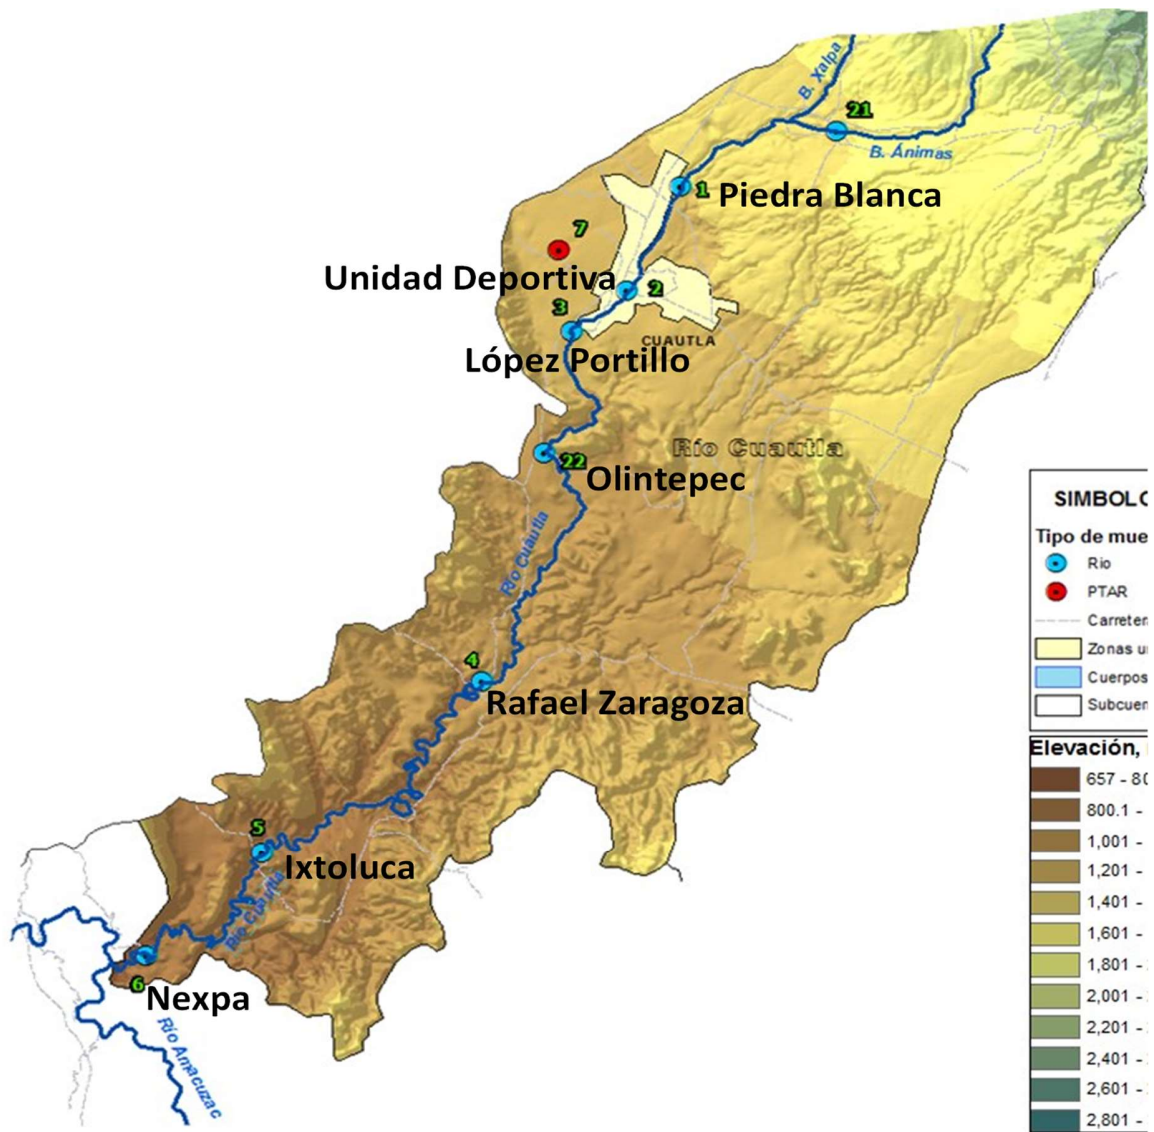 B. Xalpa
21
B. Ánimas
1 Piedra Blanca
7
Unidad Deportiva
2
3
CUAUTLA
López Portillo
Río Cuautla
22
Olintepec
Río Cuautla
4
Rafael Zaragoza
5
Ixtoluca
Río Cuautla
6
Nexpa
Río Amacuzac
SIMBOLO
Tipo de mue
Río
PTAR
Carreter
Zonas u
Cuerpos
Subcuen
Elevación,
657 - 80
800.1 -
1,001 -
1,201 -
1,401 -
1,601 -
1,801 -
2,001 -
2,201 -
2,401 -
2,601 -
2,801 -